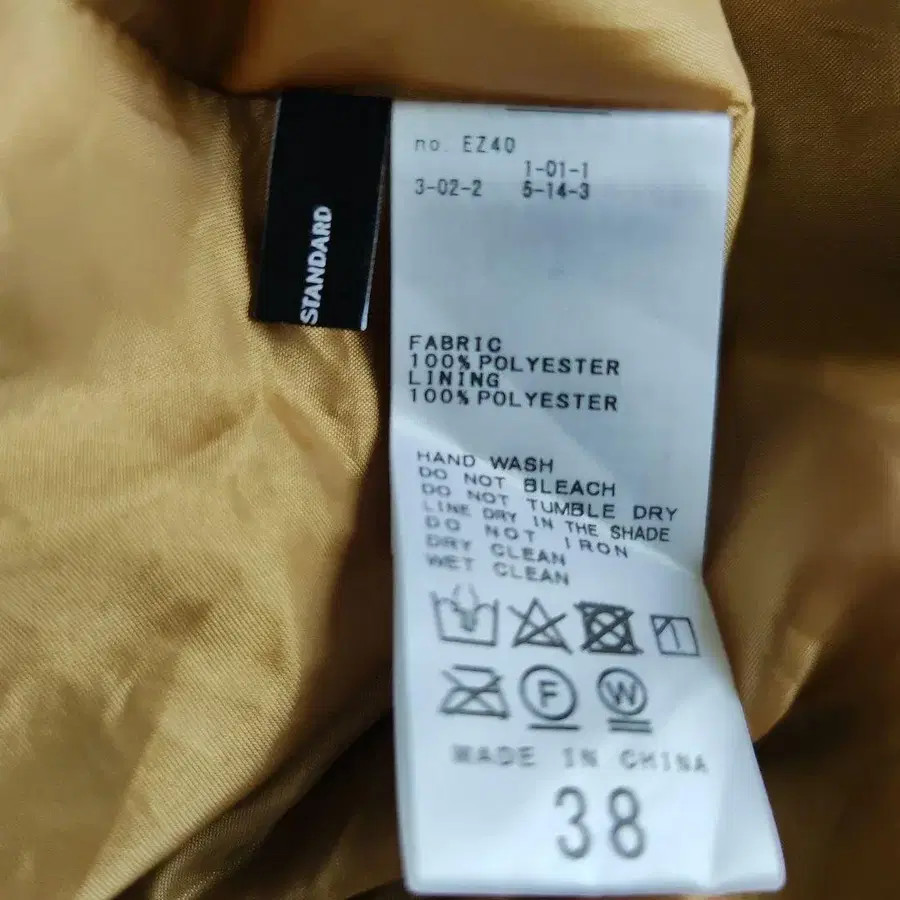 STANDARD
no. EZ40
1-01-1
3-02-2 5-14-3
FABRIC
100% POLYESTER
LINING
100% POLYESTER
HAND WASH
DO NOT BLEACH
DO NOT TUMBLE DRY
LINE DRY IN THE SHADE
DO NOT IRON
DRY CLEAN
WET CLEAN
F W
MADE IN CHINA
38